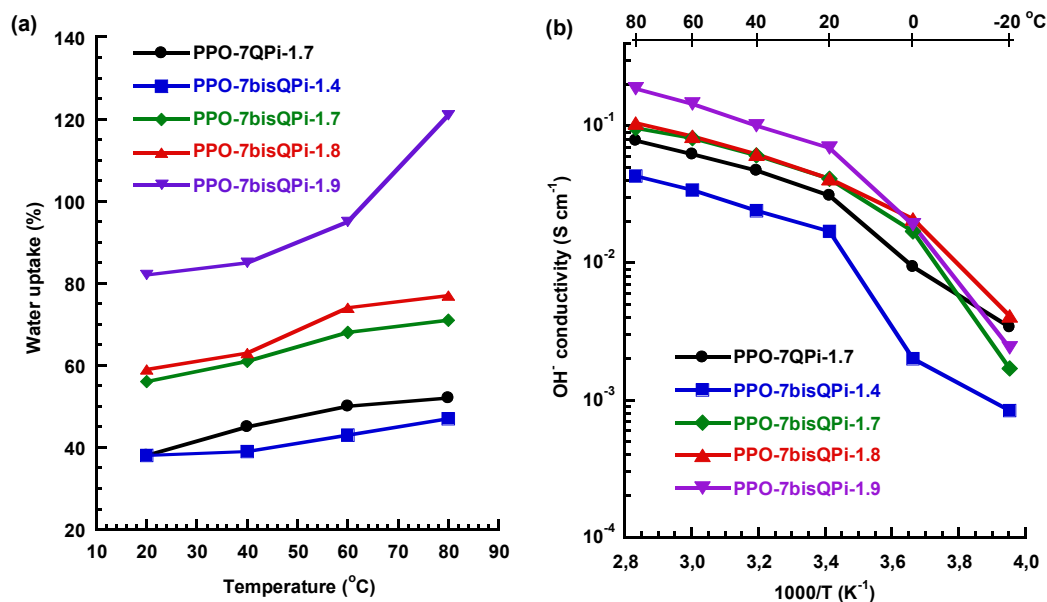 (a)
140
120
100
80
60
40
20
Water uptake (%)
PPO-7QPi-1.7
PPO-7bisQPi-1.4
PPO-7bisQPi-1.7
PPO-7bisQPi-1.8
PPO-7bisQPi-1.9
10 20 30 40 50 60 70 80 90
Temperature (°C)
(b)
80 60 40 20 0 -20 °C
10⁻¹
10⁻²
10⁻³
10⁻⁴
OH⁻ conductivity (S cm⁻¹)
PPO-7QPi-1.7
PPO-7bisQPi-1.4
PPO-7bisQPi-1.7
PPO-7bisQPi-1.8
PPO-7bisQPi-1.9
2,8 3,0 3,2 3,4 3,6 3,8 4,0
1000/T (K⁻¹)